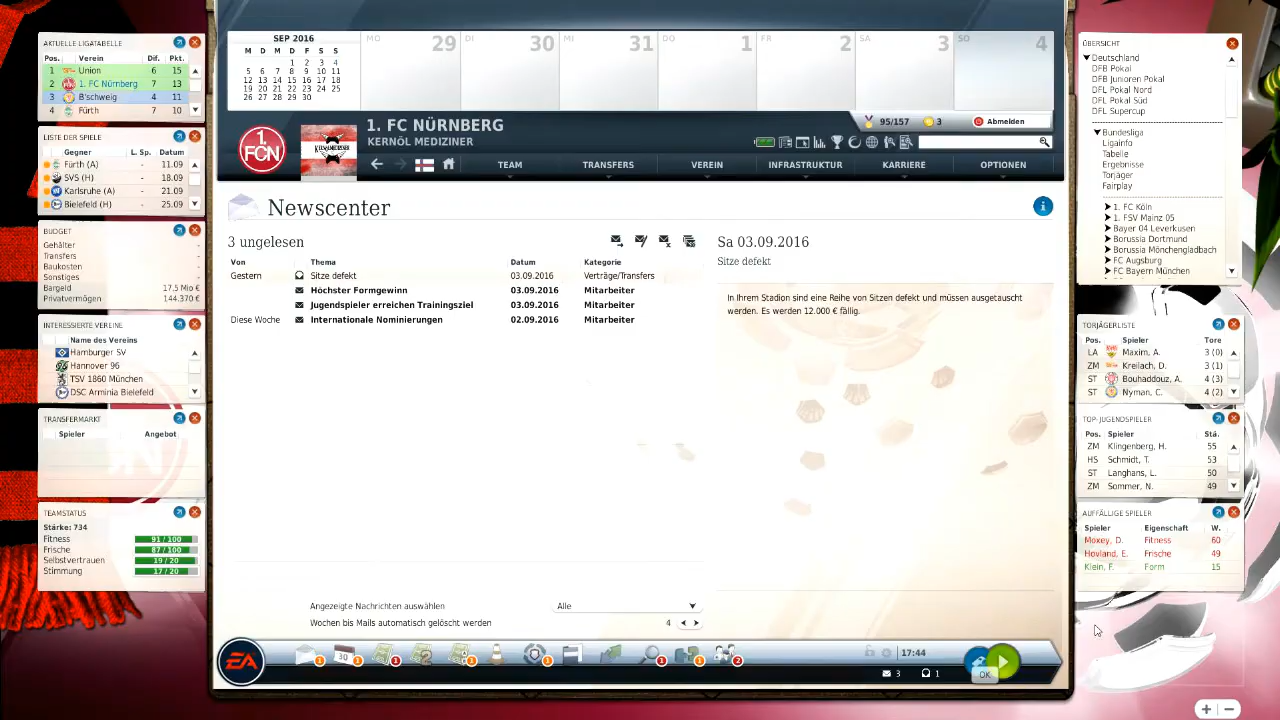 AKTUELLE LIGATABELLE
Pos. Verein Dif. Pkt.
1 Union 6 15
2 1. FC Nürnberg 7 13
3 B'schweig 4 11
4 Fürth 7 10
LISTE DER SPIELE
Gegner L. Sp. Datum
Fürth (A) - 11.09
SVS (H) - 18.09
Karlsruhe (A) - 21.09
Bielefeld (H) - 25.09
BUDGET
Gehälter -
Transfers -
Baukosten -
Sonstiges -
Bargeld 17.5 Mio €
Privatvermögen 144.370 €
INTERESSIERTE VEREINE
Name des Vereins
Hamburger SV
Hannover 96
TSV 1860 München
DSC Arminia Bielefeld
TRANSFERMARKT
Spieler Angebot
TEAMSTATUS
Stärke: 734
Fitness 91 / 100
Frische 87 / 100
Selbstvertrauen 19 / 20
Stimmung 17 / 20
SEP 2016
M D M D F S S
1 2 3 4
5 6 7 8 9 10 11
12 13 14 15 16 17 18
19 20 21 22 23 24 25
26 27 28 29 30
MO 29 DI 30 MI 31 DO 1 FR 2 SA 3 SO 4
1. FC NÜRNBERG
KERNÖL MEDIZINER
95/157 3 Abmelden
TEAM TRANSFERS VEREIN INFRASTRUKTUR KARRIERE OPTIONEN
Newscenter
3 ungelesen
Von Thema Datum Kategorie
Gestern Sitze defekt 03.09.2016 Verträge/Transfers
Höchster Formgewinn 03.09.2016 Mitarbeiter
Jugendspieler erreichen Trainingsziel 03.09.2016 Mitarbeiter
Diese Woche Internationale Nominierungen 02.09.2016 Mitarbeiter
Sa 03.09.2016
Sitze defekt
In Ihrem Stadion sind eine Reihe von Sitzen defekt und müssen ausgetauscht
werden. Es werden 12.000 € fällig.
Angezeigte Nachrichten auswählen Alle
Wochen bis Mails automatisch gelöscht werden 4
EA
30
1 1 1 1 1 1 1 2
17:44
3 1
OK
ÜBERSICHT
Deutschland
DFB Pokal
DFB Junioren Pokal
DFL Pokal Nord
DFL Pokal Süd
DFL Supercup
Bundesliga
Ligainfo
Tabelle
Ergebnisse
Torjäger
Fairplay
1. FC Köln
1. FSV Mainz 05
Bayer 04 Leverkusen
Borussia Dortmund
Borussia Mönchengladbach
FC Augsburg
FC Bayern München
TORJÄGERLISTE
Pos. Spieler Tore
LA Maxim, A. 3 (0)
ZM Kreilach, D. 3 (1)
ST Bouhaddouz, A. 4 (3)
ST Nyman, C. 4 (2)
TOP-JUGENDSPIELER
Pos. Spieler Stä.
ZM Klingenberg, H. 55
HS Schmidt, T. 53
ST Langhans, L. 50
ZM Sommer, N. 49
AUFFÄLLIGE SPIELER
Spieler Eigenschaft W.
Moxey, D. Fitness 60
Hovland, E. Frische 49
Klein, F. Form 15